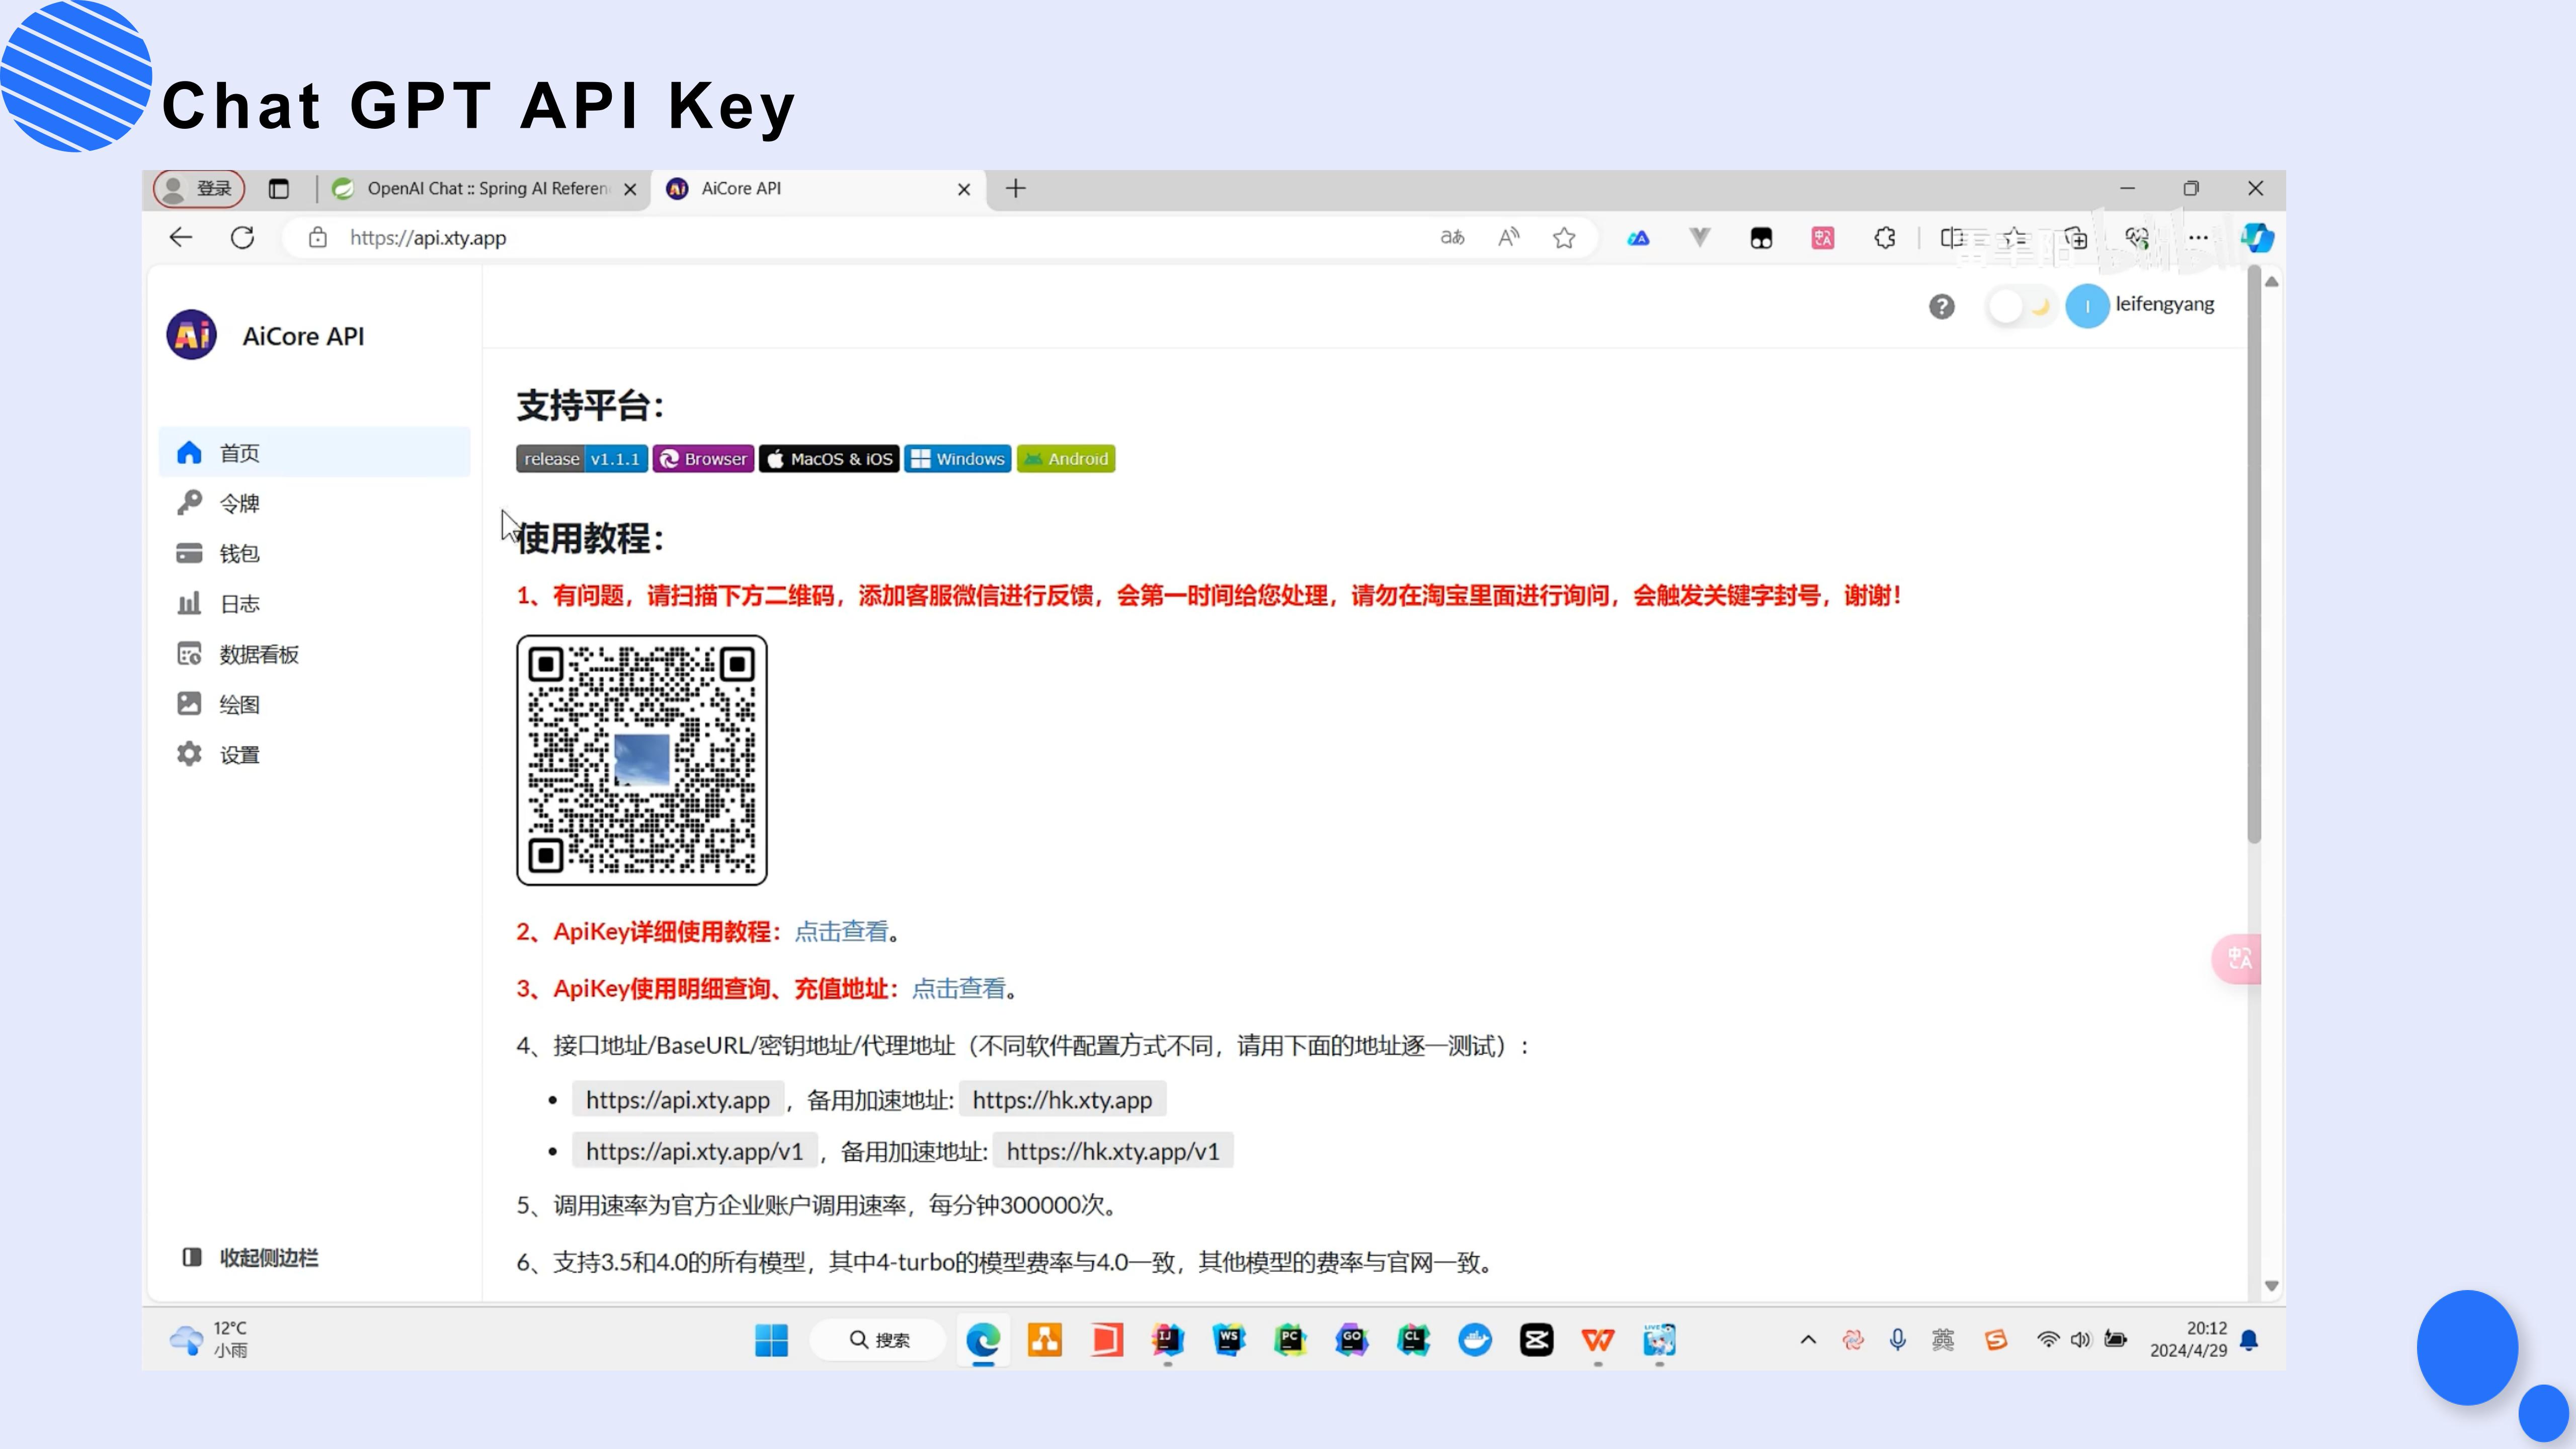 Chat GPT API Key
登录
OpenAI Chat :: Spring AI Referen
AiCore API
https://api.xty.app
雷丰阳 bilibili
leifengyang
AiCore API
首页
令牌
钱包
日志
数据看板
绘图
设置
收起侧边栏
支持平台：
release v1.1.1 Browser MacOS & iOS Windows Android
使用教程：
1、有问题，请扫描下方二维码，添加客服微信进行反馈，会第一时间给您处理，请勿在淘宝里面进行询问，会触发关键字封号，谢谢！
2、ApiKey详细使用教程：点击查看。
3、ApiKey使用明细查询、充值地址：点击查看。
4、接口地址/BaseURL/密钥地址/代理地址（不同软件配置方式不同，请用下面的地址逐一测试）：
https://api.xty.app，备用加速地址: https://hk.xty.app
https://api.xty.app/v1，备用加速地址: https://hk.xty.app/v1
5、调用速率为官方企业账户调用速率，每分钟300000次。
6、支持3.5和4.0的所有模型，其中4-turbo的模型费率与4.0一致，其他模型的费率与官网一致。
12°C
小雨
搜索
英
20:12
2024/4/29